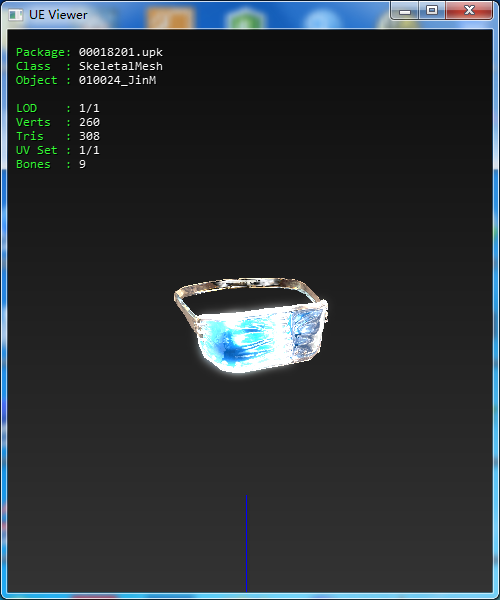 UE Viewer
Package: 00018201.upk
Class : SkeletalMesh
Object : 010024_JinM
LOD : 1/1
Verts : 260
Tris : 308
UV Set : 1/1
Bones : 9